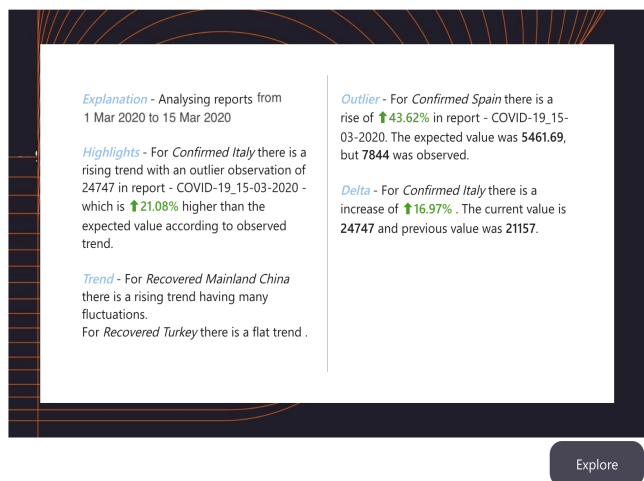 Explanation - Analysing reports from
1 Mar 2020 to 15 Mar 2020
Highlights - For Confirmed Italy there is a
rising trend with an outlier observation of
24747 in report - COVID-19_15-03-2020 -
which is ⬆21.08% higher than the
expected value according to observed
trend.
Trend - For Recovered Mainland China
there is a rising trend having many
fluctuations.
For Recovered Turkey there is a flat trend .
Outlier - For Confirmed Spain there is a
rise of ⬆43.62% in report - COVID-19_15-
03-2020. The expected value was 5461.69,
but 7844 was observed.
Delta - For Confirmed Italy there is a
increase of ⬆16.97% . The current value is
24747 and previous value was 21157.
Explore